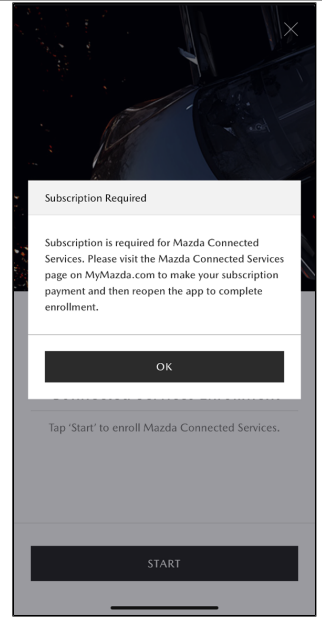 Subscription Required
Subscription is required for Mazda Connected
Services. Please visit the Mazda Connected Services
page on MyMazda.com to make your subscription
payment and then reopen the app to complete
enrollment.
OK
Tap ‘Start’ to enroll Mazda Connected Services.
START